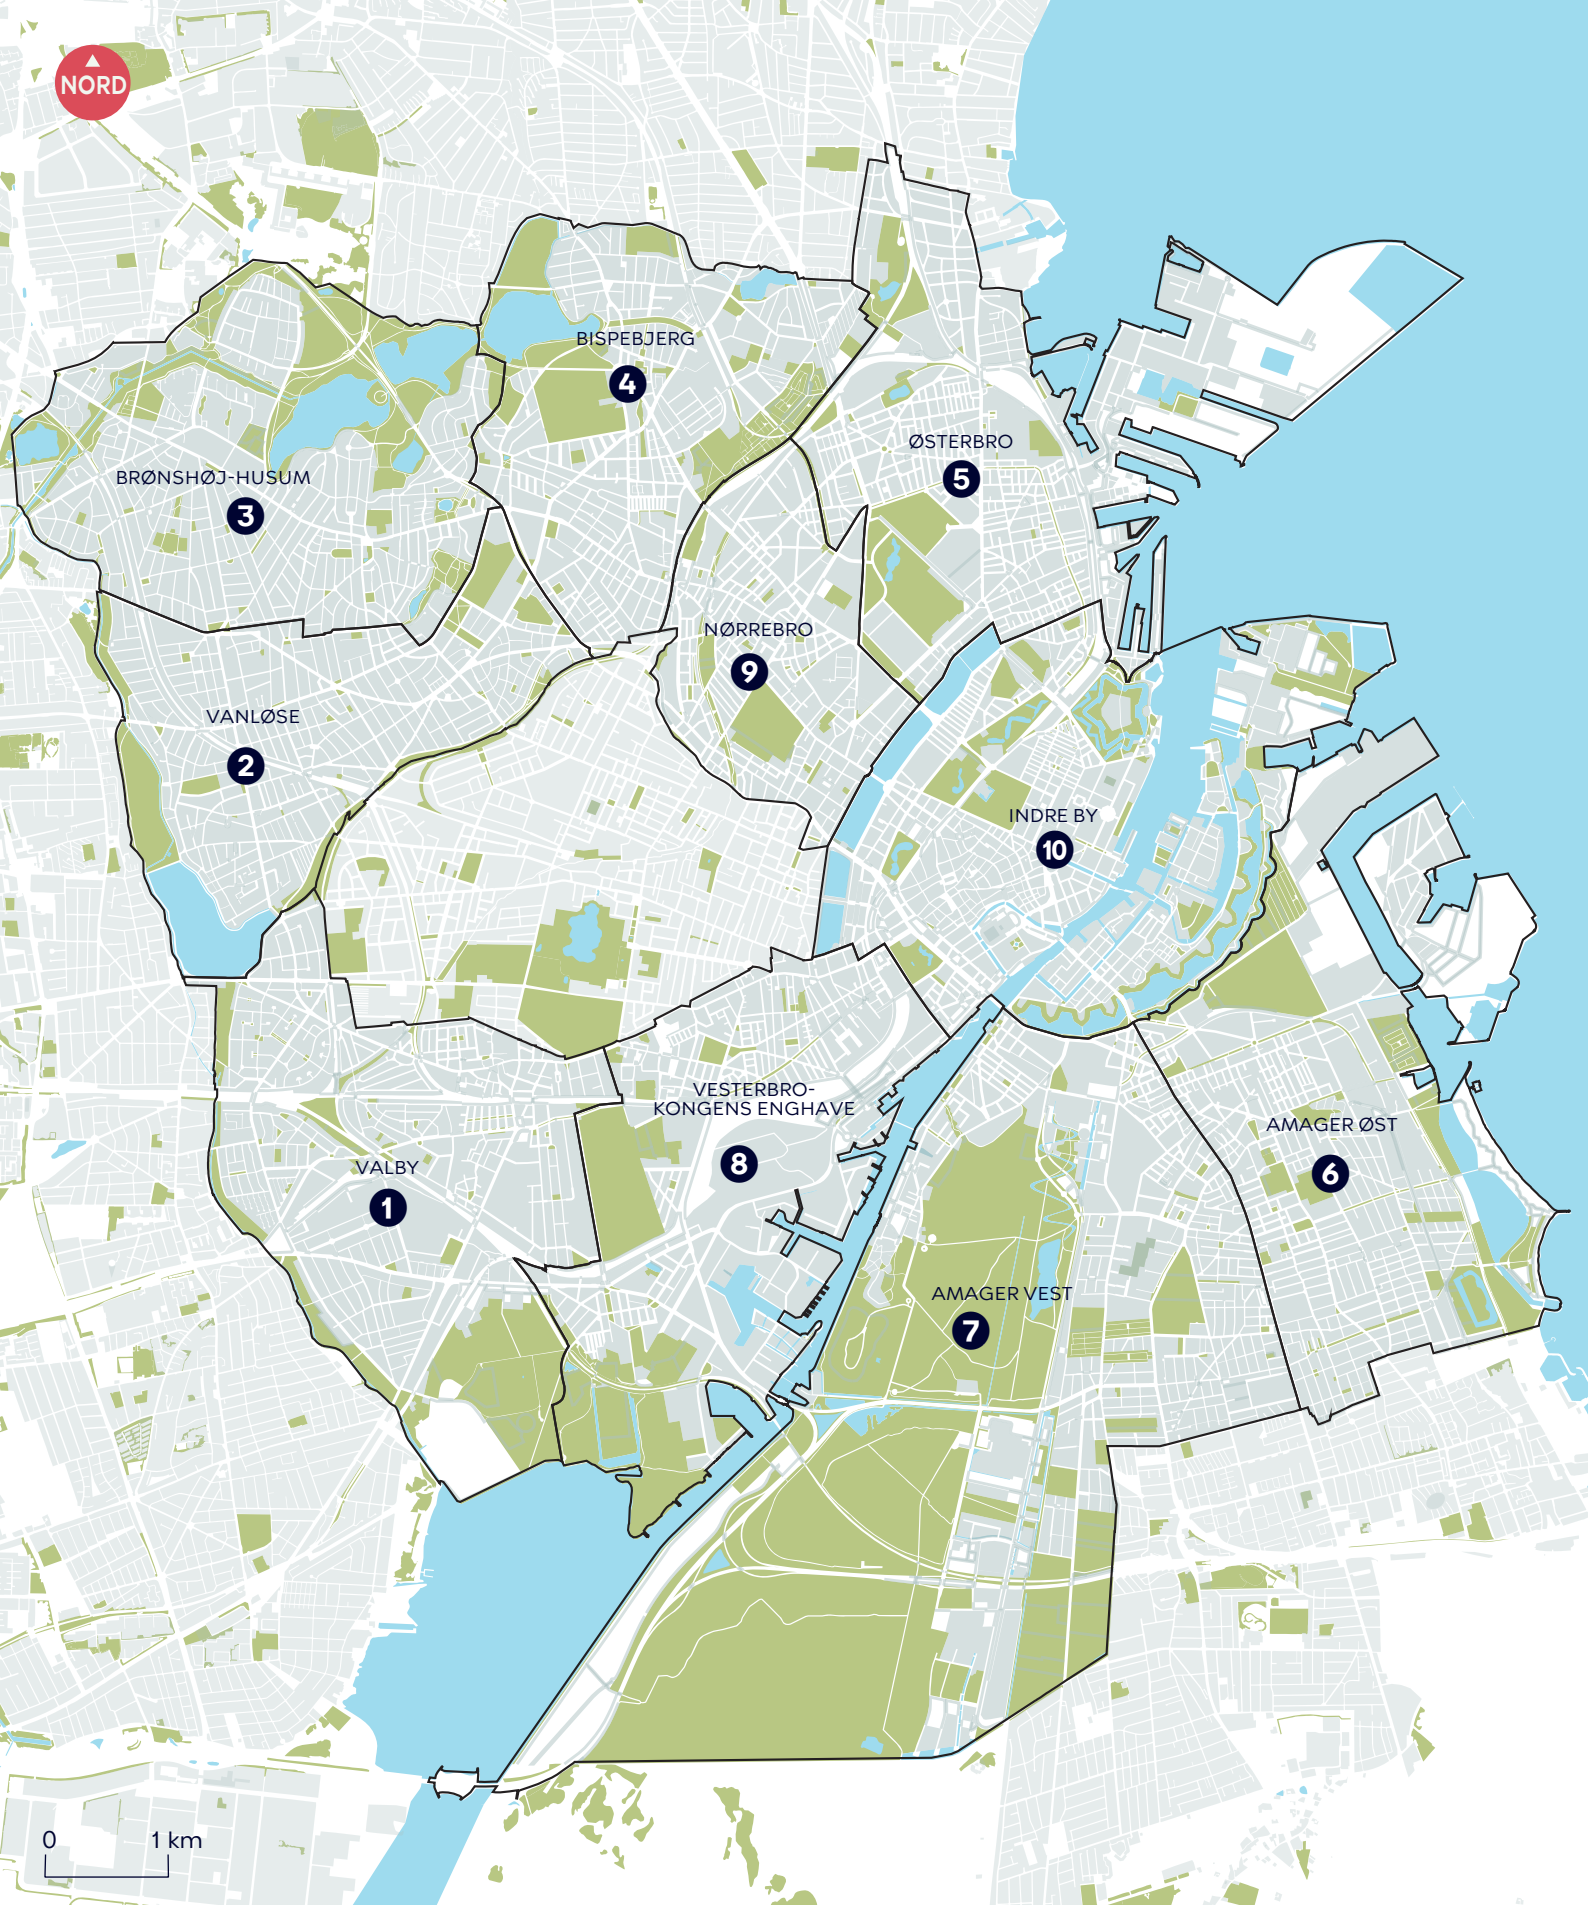 NORD
BISPEBJERG
4
ØSTERBRO
5
BRØNSHØJ-HUSUM
3
NØRREBRO
9
VANLØSE
2
INDRE BY
10
VESTERBRO-
KONGENS ENGHAVE
8
AMAGER ØST
6
VALBY
1
AMAGER VEST
7
0 1 km